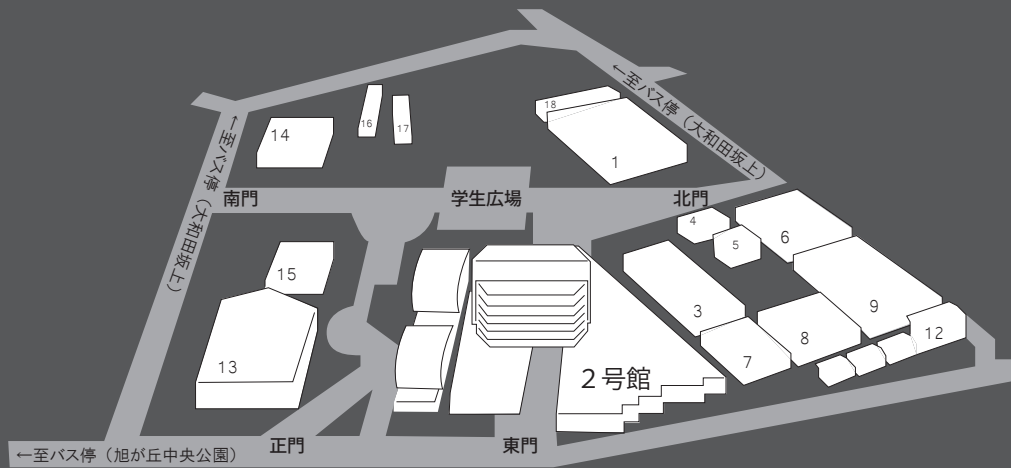 ←至バス停（大和田坂上）
18
16
17
14
1
←至バス停（大和田坂上）
南門
学生広場
北門
4
5
6
15
3
9
8
12
7
13
２号館
正門
東門
←至バス停（旭が丘中央公園）